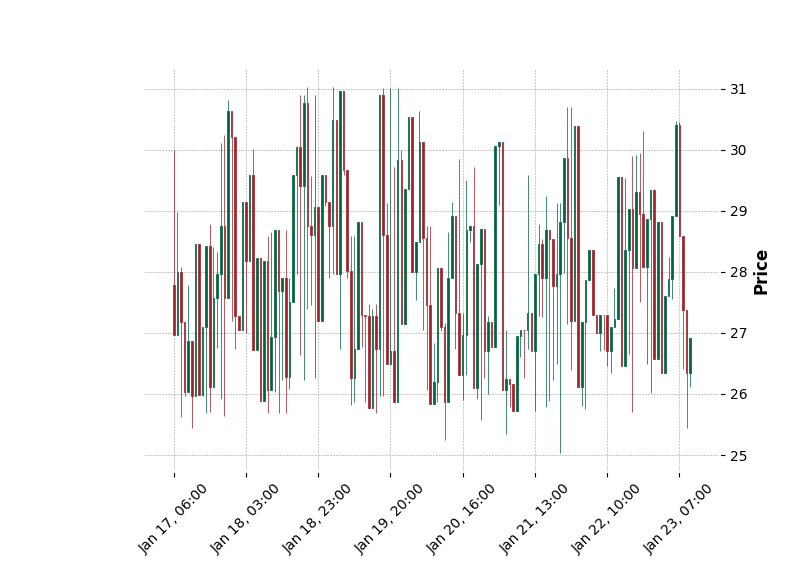 31
30
29
28
27
26
25
Price
Jan 17, 06:00
Jan 18, 03:00
Jan 18, 23:00
Jan 19, 20:00
Jan 20, 16:00
Jan 21, 13:00
Jan 22, 10:00
Jan 23, 07:00